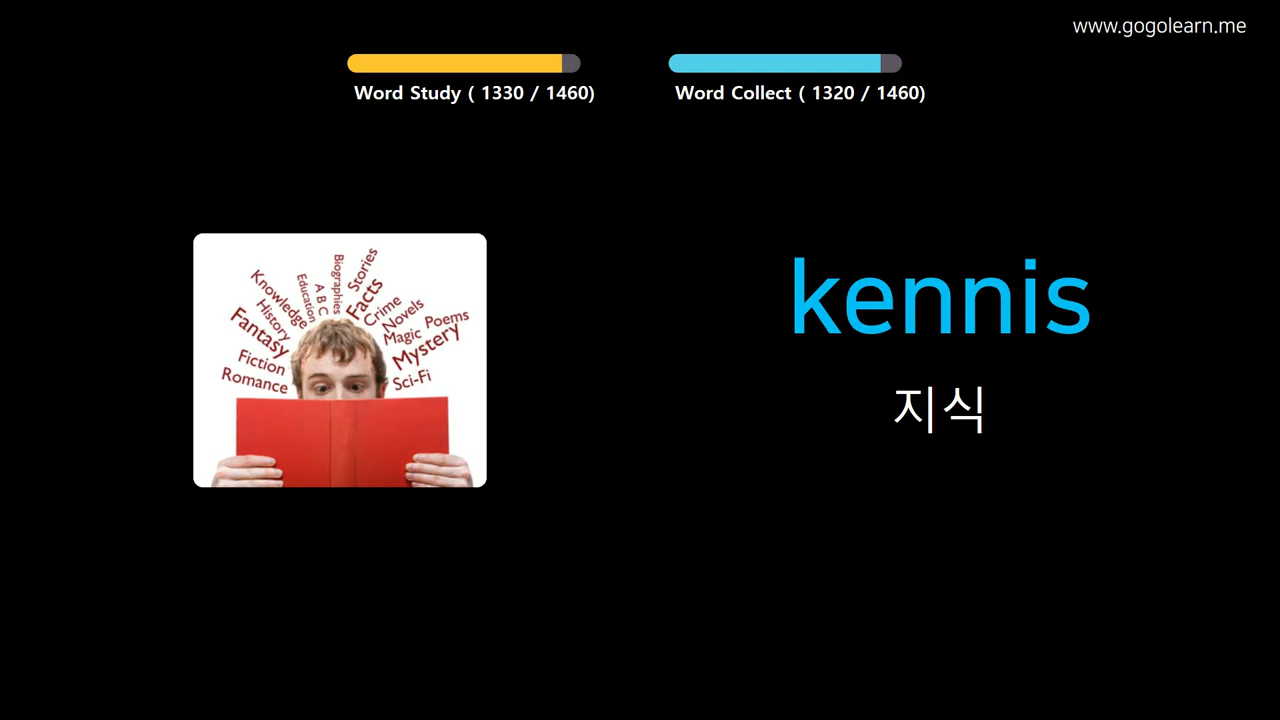 www.gogolearn.me
Word Study ( 1330 / 1460)
Word Collect ( 1320 / 1460)
kennis
지식
Knowledge
History
Fantasy
Fiction
Romance
Education
A B C
Biographies
Stories
Facts
Crime
Novels
Magic
Poems
Mystery
Sci-Fi